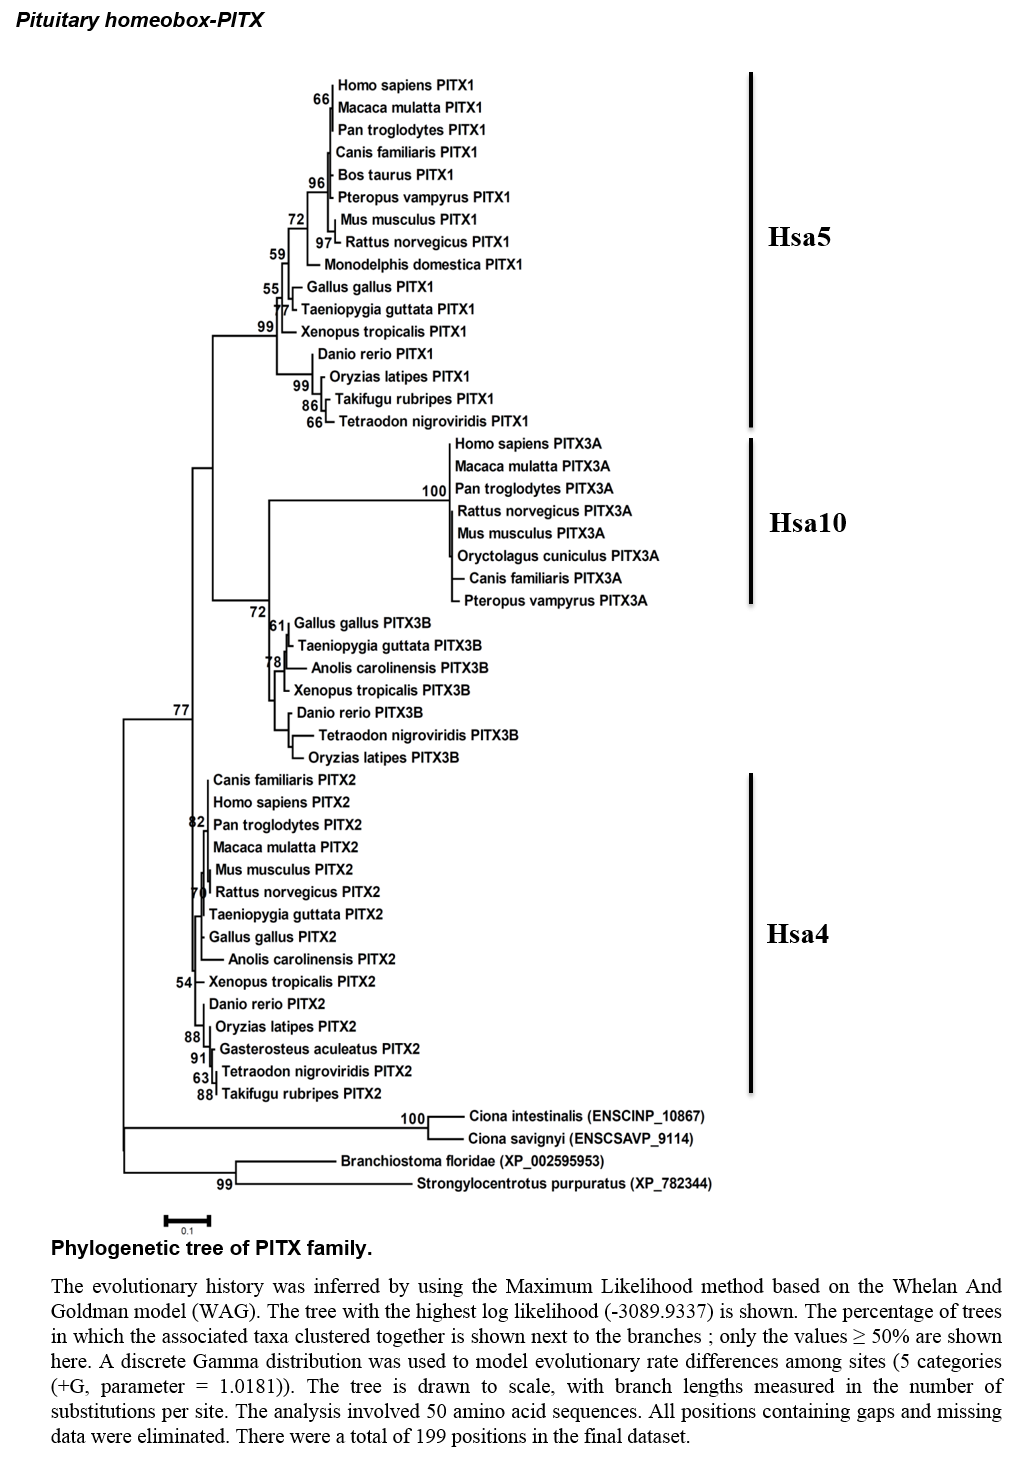 Pituitary homeobox-PITX
Homo sapiens PITX1
66
Macaca mulatta PITX1
Pan troglodytes PITX1
Canis familiaris PITX1
Bos taurus PITX1
96
Pteropus vampyrus PITX1
72
Mus musculus PITX1
97
Rattus norvegicus PITX1
Hsa5
59
Monodelphis domestica PITX1
55
Gallus gallus PITX1
77
Taeniopygia guttata PITX1
99
Xenopus tropicalis PITX1
Danio rerio PITX1
99
Oryzias latipes PITX1
86
Takifugu rubripes PITX1
66
Tetraodon nigroviridis PITX1
Homo sapiens PITX3A
Macaca mulatta PITX3A
100
Pan troglodytes PITX3A
Rattus norvegicus PITX3A
Hsa10
Mus musculus PITX3A
Oryctolagus cuniculus PITX3A
Canis familiaris PITX3A
Pteropus vampyrus PITX3A
72
61
Gallus gallus PITX3B
Taeniopygia guttata PITX3B
78
Anolis carolinensis PITX3B
Xenopus tropicalis PITX3B
77
Danio rerio PITX3B
Tetraodon nigroviridis PITX3B
Oryzias latipes PITX3B
Canis familiaris PITX2
Homo sapiens PITX2
82
Pan troglodytes PITX2
Macaca mulatta PITX2
Mus musculus PITX2
70
Rattus norvegicus PITX2
Taeniopygia guttata PITX2
Gallus gallus PITX2
Hsa4
Anolis carolinensis PITX2
54
Xenopus tropicalis PITX2
Danio rerio PITX2
88
Oryzias latipes PITX2
91
Gasterosteus aculeatus PITX2
63
Tetraodon nigroviridis PITX2
88
Takifugu rubripes PITX2
100
Ciona intestinalis (ENSCINP_10867)
Ciona savignyi (ENSCSAVP_9114)
Branchiostoma floridae (XP_002595953)
99
Strongylocentrotus purpuratus (XP_782344)
0.1
Phylogenetic tree of PITX family.
The evolutionary history was inferred by using the Maximum Likelihood method based on the Whelan And
Goldman model (WAG). The tree with the highest log likelihood (-3089.9337) is shown. The percentage of trees
in which the associated taxa clustered together is shown next to the branches ; only the values ≥ 50% are shown
here. A discrete Gamma distribution was used to model evolutionary rate differences among sites (5 categories
(+G, parameter = 1.0181)). The tree is drawn to scale, with branch lengths measured in the number of
substitutions per site. The analysis involved 50 amino acid sequences. All positions containing gaps and missing
data were eliminated. There were a total of 199 positions in the final dataset.